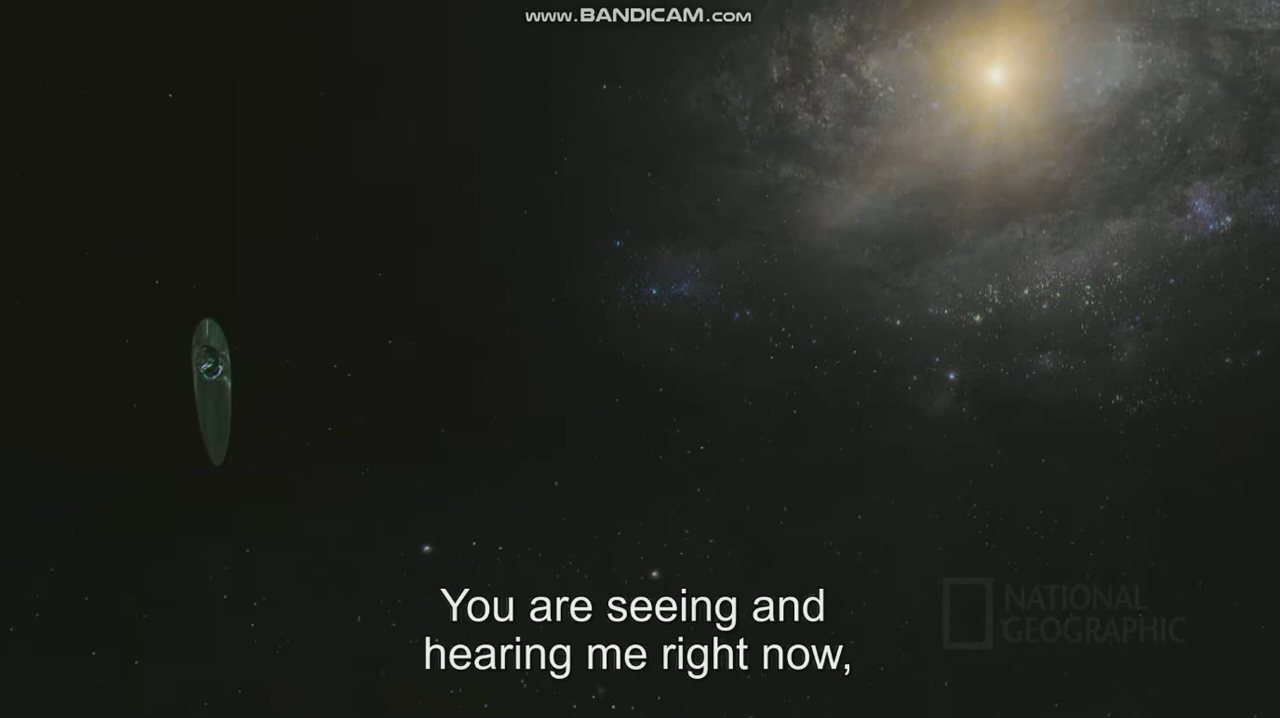 www.BANDICAM.com
You are seeing and
hearing me right now,
NATIONAL
GEOGRAPHIC